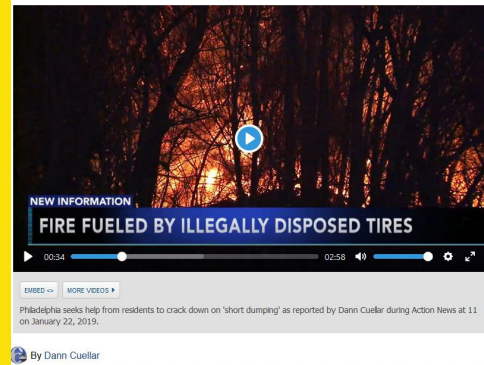 NEW INFORMATION
FIRE FUELED BY ILLEGALLY DISPOSED TIRES
00:34 02:58
EMBED <> MORE VIDEOS
Philadelphia seeks help from residents to crack down on 'short dumping' as reported by Dann Cuellar during Action News at 11
on January 22, 2019.
By Dann Cuellar